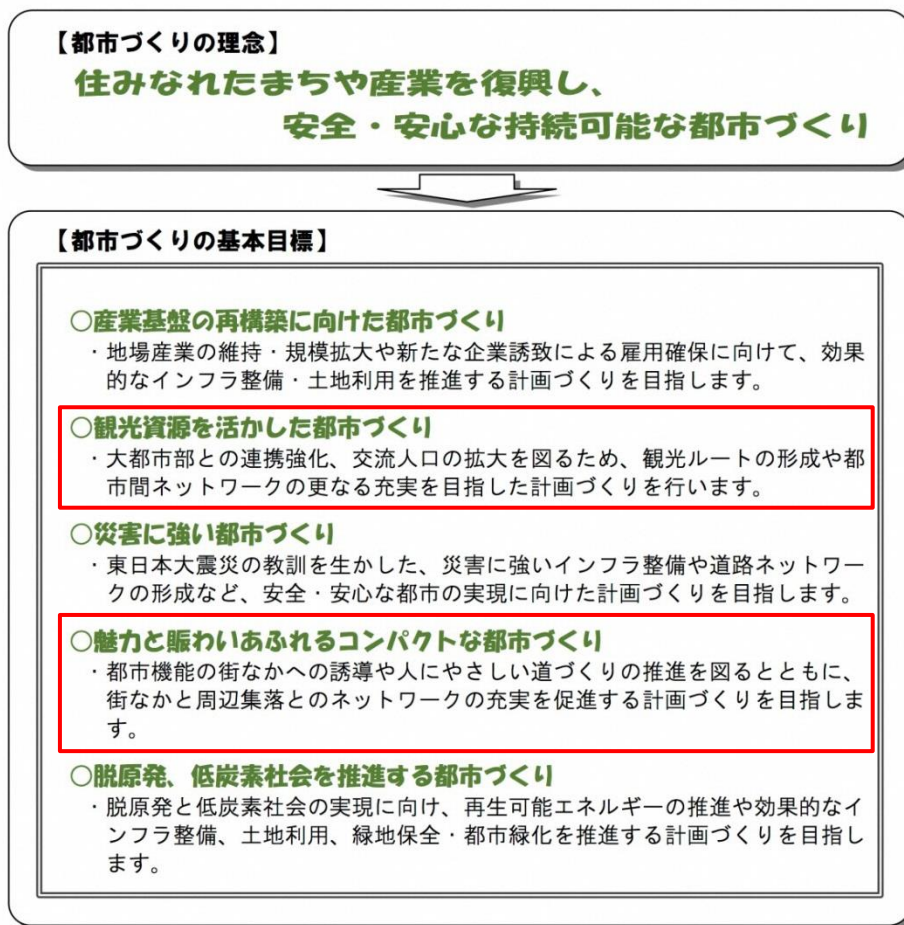 【都市づくりの理念】
住みなれたまちや産業を復興し、
安全・安心な持続可能な都市づくり
【都市づくりの基本目標】
○産業基盤の再構築に向けた都市づくり
・地場産業の維持・規模拡大や新たな企業誘致による雇用確保に向けて、効果
的なインフラ整備・土地利用を推進する計画づくりを目指します。
○観光資源を活かした都市づくり
・大都市部との連携強化、交流人口の拡大を図るため、観光ルートの形成や都
市間ネットワークの更なる充実を目指した計画づくりを行います。
○災害に強い都市づくり
・東日本大震災の教訓を生かした、災害に強いインフラ整備や道路ネットワー
クの形成など、安全・安心な都市の実現に向けた計画づくりを目指します。
○魅力と賑わいあふれるコンパクトな都市づくり
・都市機能の街なかへの誘導や人にやさしい道づくりの推進を図るとともに、
街なかと周辺集落とのネットワークの充実を促進する計画づくりを目指しま
す。
○脱原発、低炭素社会を推進する都市づくり
・脱原発と低炭素社会の実現に向け、再生可能エネルギーの推進や効果的なイ
ンフラ整備、土地利用、緑地保全・都市緑化を推進する計画づくりを目指し
ます。